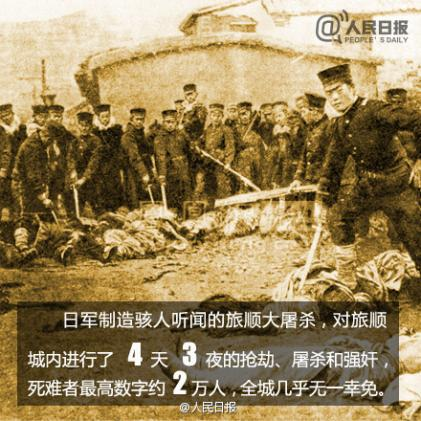 @人民日报
PEOPLE'S DAILY
日军制造骇人听闻的旅顺大屠杀，对旅顺
城内进行了 4 天 3 夜的抢劫、屠杀和强奸，
死难者最高数字约 2 万人，全城几乎无一幸免。
@人民日报